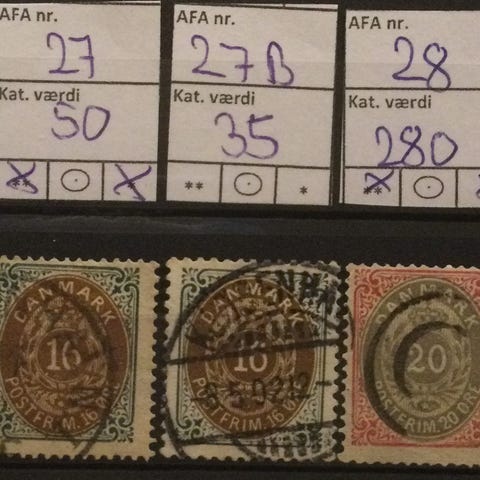 AFA nr.
27
Kat. værdi
50
** *
AFA nr.
27B
Kat. værdi
35
** *
AFA nr.
28
Kat. værdi
280
**
DANMARK
16
POSTFRIM. 16 ØRE
DANMARK
16
POSTFRIM. 16 ØRE
DANMARK
20
POSTFRIM. 20 ØRE